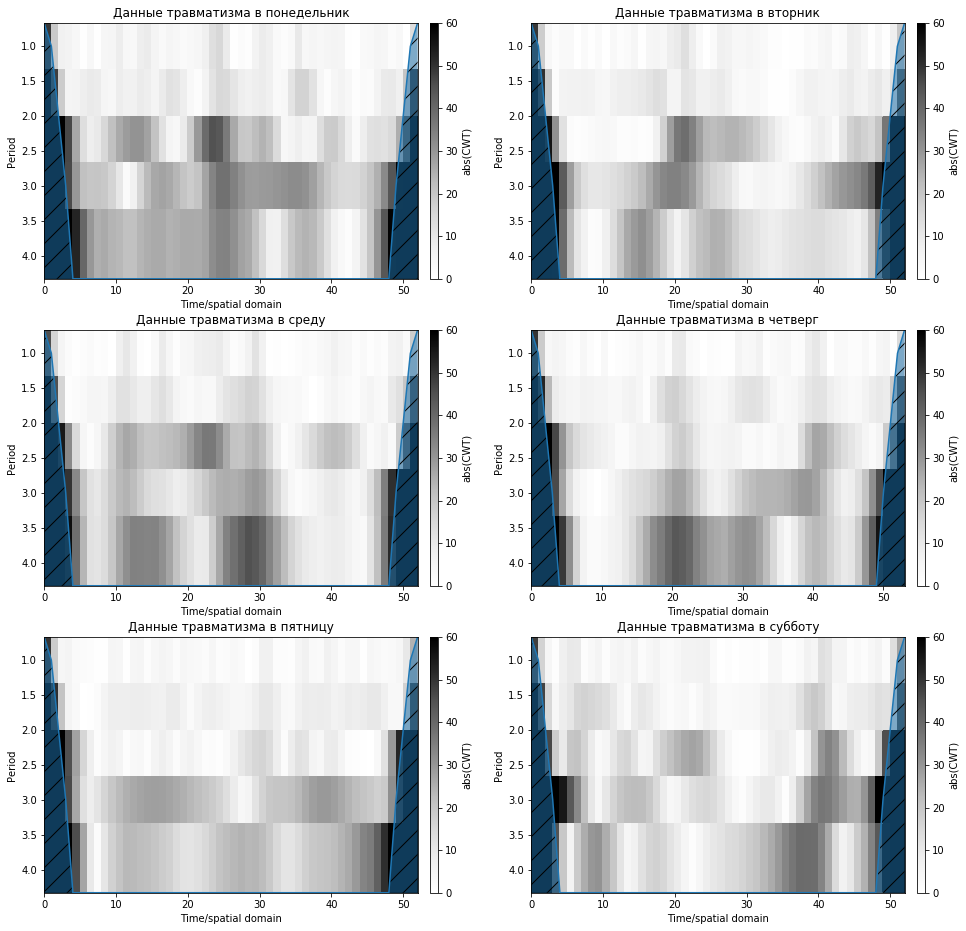 Данные травматизма в понедельник
Period
1.0
1.5
2.0
2.5
3.0
3.5
4.0
0 10 20 30 40 50
Time/spatial domain
60
50
40
30
20
10
0
abs(CWT)
Данные травматизма в вторник
Period
1.0
1.5
2.0
2.5
3.0
3.5
4.0
0 10 20 30 40 50
Time/spatial domain
60
50
40
30
20
10
0
abs(CWT)
Данные травматизма в среду
Period
1.0
1.5
2.0
2.5
3.0
3.5
4.0
0 10 20 30 40 50
Time/spatial domain
60
50
40
30
20
10
0
abs(CWT)
Данные травматизма в четверг
Period
1.0
1.5
2.0
2.5
3.0
3.5
4.0
0 10 20 30 40 50
Time/spatial domain
60
50
40
30
20
10
0
abs(CWT)
Данные травматизма в пятницу
Period
1.0
1.5
2.0
2.5
3.0
3.5
4.0
0 10 20 30 40 50
Time/spatial domain
60
50
40
30
20
10
0
abs(CWT)
Данные травматизма в субботу
Period
1.0
1.5
2.0
2.5
3.0
3.5
4.0
0 10 20 30 40 50
Time/spatial domain
60
50
40
30
20
10
0
abs(CWT)